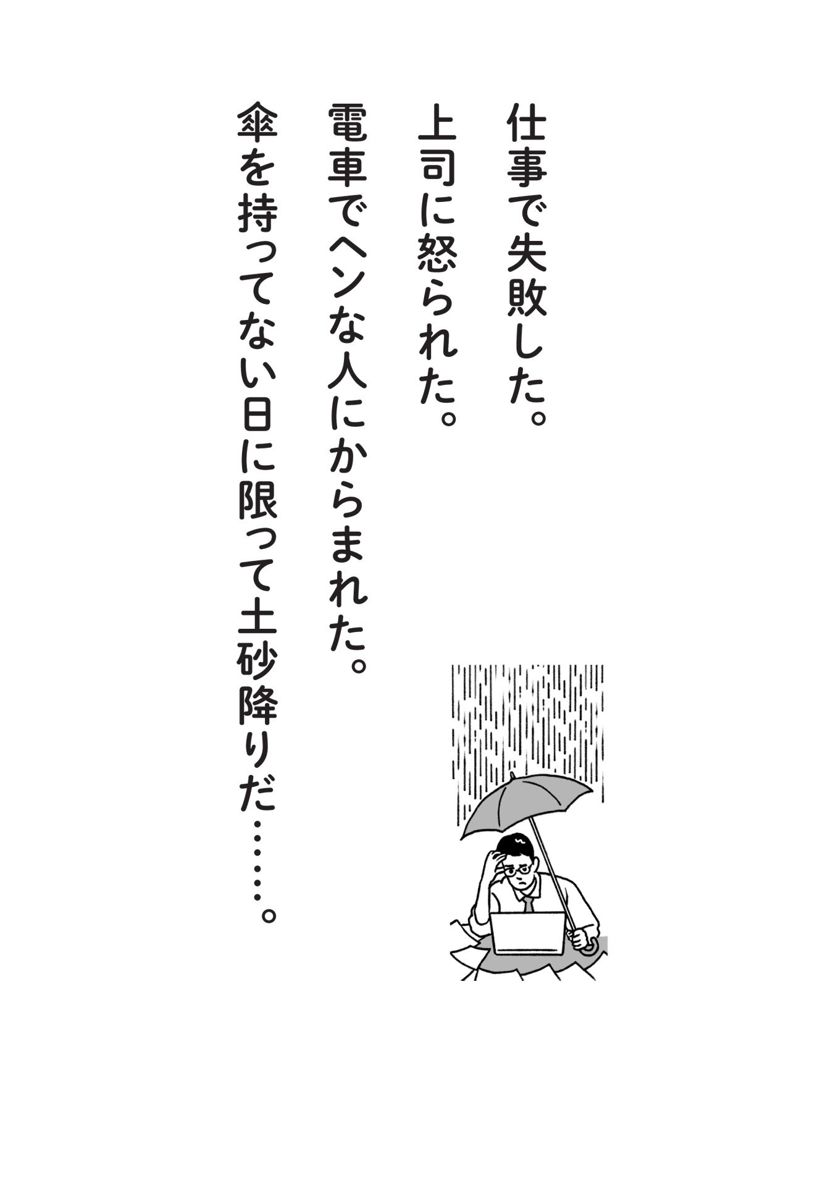 仕事で失敗した。
上司に怒られた。
電車でヘンな人にからまれた。
傘を持ってない日に限って土砂降りだ……。